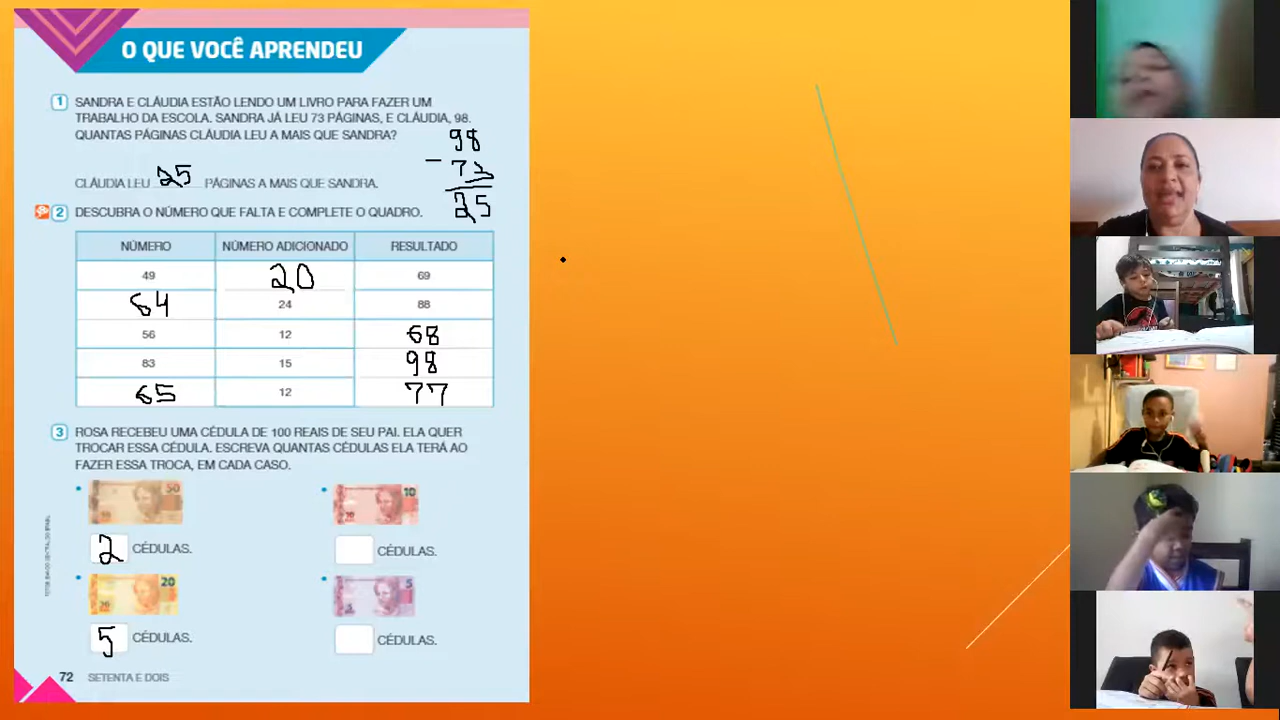 O QUE VOCÊ APRENDEU
1 SANDRA E CLÁUDIA ESTÃO LENDO UM LIVRO PARA FAZER UM
TRABALHO DA ESCOLA. SANDRA JÁ LEU 73 PÁGINAS, E CLÁUDIA, 98.
QUANTAS PÁGINAS CLÁUDIA LEU A MAIS QUE SANDRA?
98
- 73
25
CLÁUDIA LEU 25 PÁGINAS A MAIS QUE SANDRA.
2 DESCUBRA O NÚMERO QUE FALTA E COMPLETE O QUADRO.
NÚMERO NÚMERO ADICIONADO RESULTADO
49 20 69
64 24 88
56 12 68
83 15 98
65 12 77
3 ROSA RECEBEU UMA CÉDULA DE 100 REAIS DE SEU PAI. ELA QUER
TROCAR ESSA CÉDULA. ESCREVA QUANTAS CÉDULAS ELA TERÁ AO
FAZER ESSA TROCA, EM CADA CASO.
50 10
2 CÉDULAS. CÉDULAS.
20 5
5 CÉDULAS. CÉDULAS.
72 SETENTA E DOIS